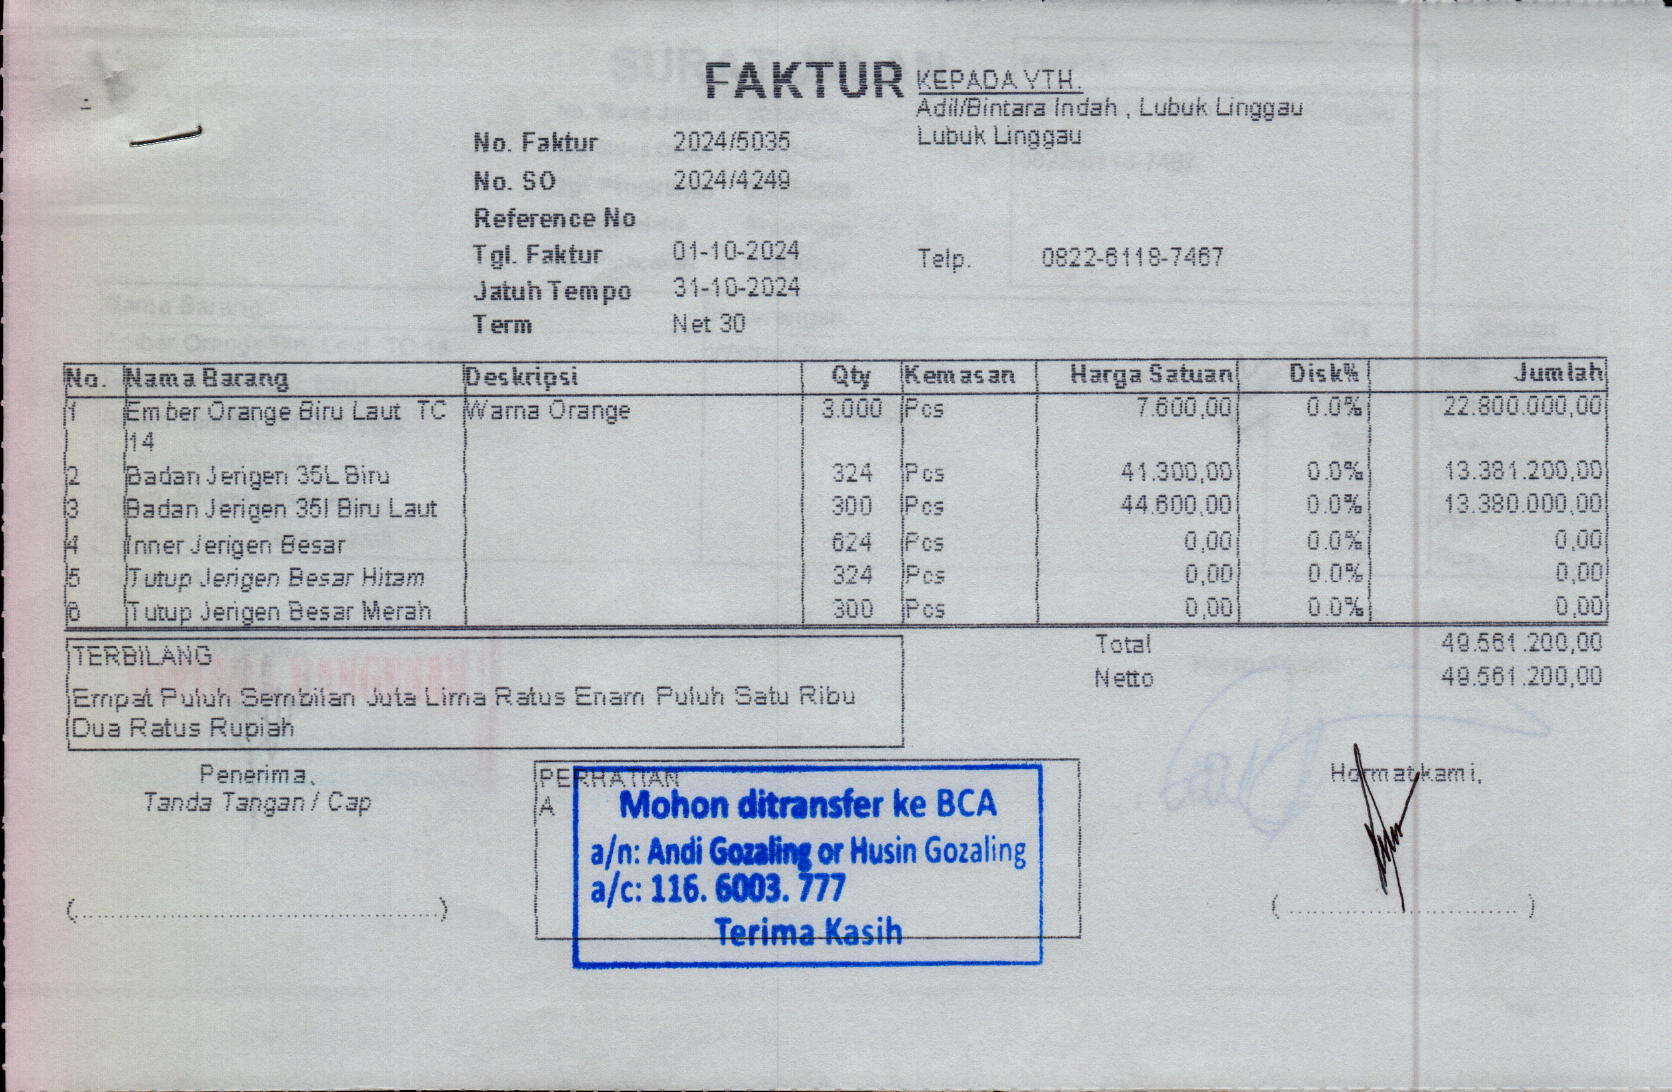 FAKTUR
KEPADA YTH.
Adil/Bintara Indah , Lubuk Linggau
Lubuk Linggau
No. Faktur 2024/5035
No. SO 2024/4249
Reference No
Tgl. Faktur 01-10-2024
Telp. 0822-6118-7467
Jatuh Tempo 31-10-2024
Term Net 30
No. Nama Barang Deskripsi Qty Kemasan Harga Satuan Disk% Jumlah
1 Ember Orange Biru Laut TC Warna Orange 3.000 Pcs 7.600,00 0.0% 22.800.000,00
14
2 Badan Jerigen 35L Biru 324 Pcs 41.300,00 0.0% 13.381.200,00
3 Badan Jerigen 35l Biru Laut 300 Pcs 44.600,00 0.0% 13.380.000,00
4 Inner Jerigen Besar 624 Pcs 0,00 0.0% 0,00
5 Tutup Jerigen Besar Hitam 324 Pcs 0,00 0.0% 0,00
6 Tutup Jerigen Besar Merah 300 Pcs 0,00 0.0% 0,00
Total 49.561.200,00
Netto 49.561.200,00
TERBILANG
Empat Puluh Sembilan Juta Lima Ratus Enam Puluh Satu Ribu
Dua Ratus Rupiah
Penerima,
Tanda Tangan / Cap
PERHATIAN
A
Mohon ditransfer ke BCA
a/n: Andi Gozaling or Husin Gozaling
a/c: 116. 6003. 777
Terima Kasih
Hormat kami,
(......................................)
( .............................. )